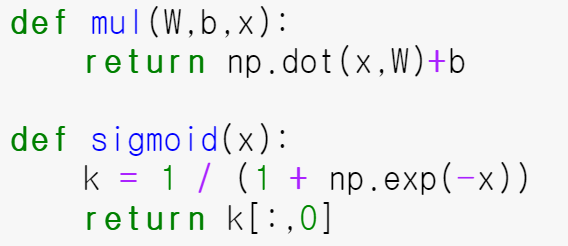 def mul(W,b,x):
    return np.dot(x,W)+b

def sigmoid(x):
    k = 1 / (1 + np.exp(-x))
    return k[:,0]